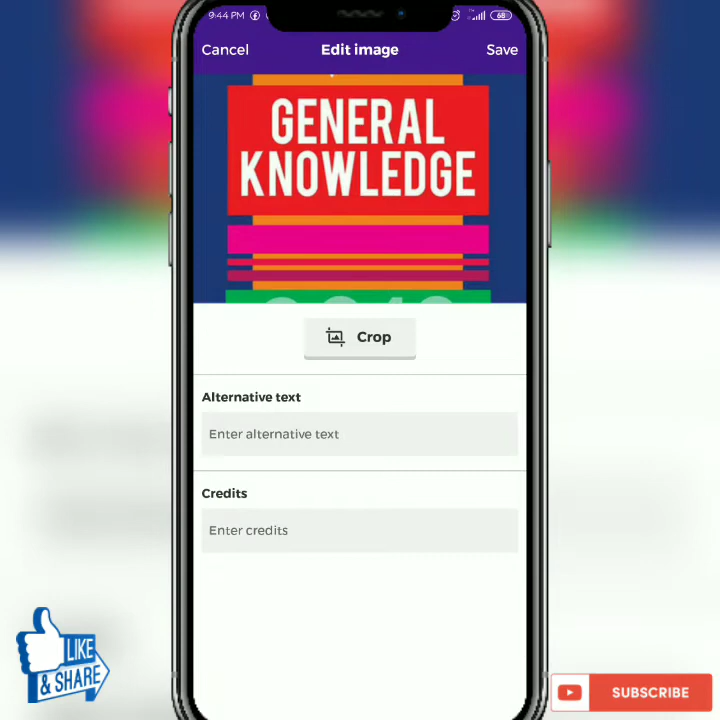 9:44 PM
68
Cancel
Edit image
Save
GENERAL
KNOWLEDGE
Crop
Alternative text
Enter alternative text
Credits
Enter credits
LIKE
& SHARE
SUBSCRIBE